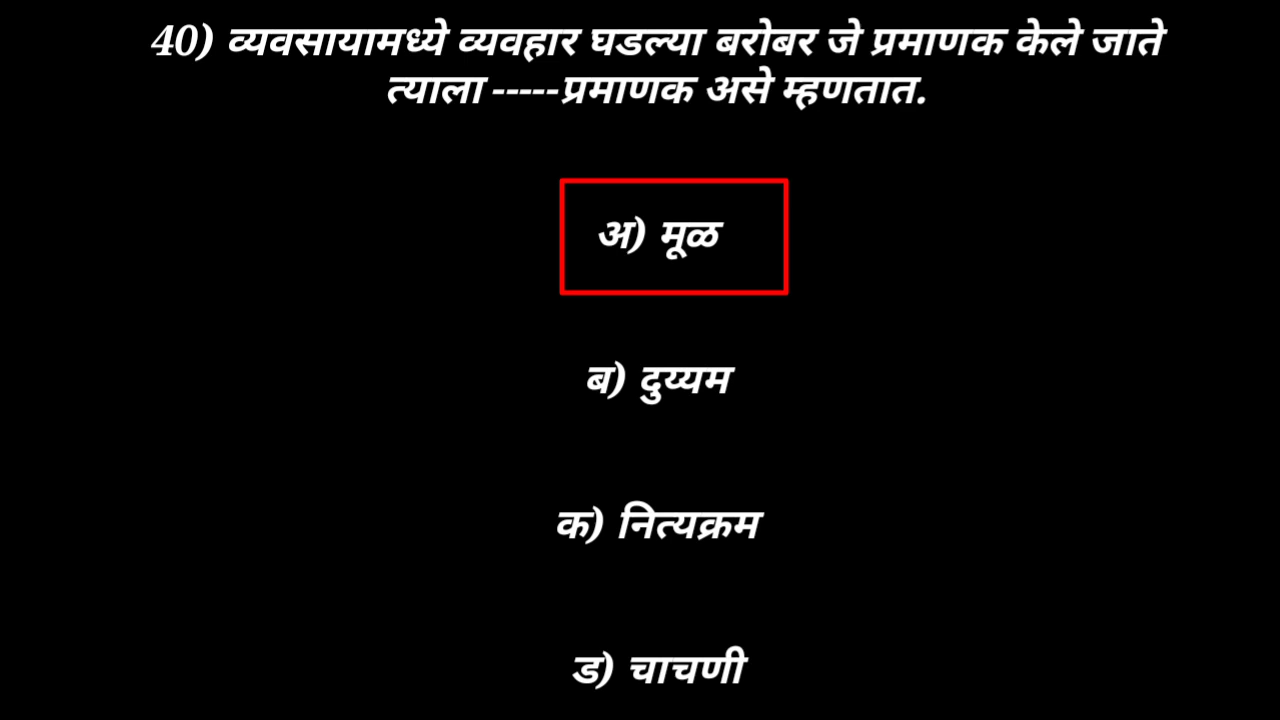 40) व्यवसायामध्ये व्यवहार घडल्या बरोबर जे प्रमाणक केले जाते
त्याला -----प्रमाणक असे म्हणतात.
अ) मूळ
ब) दुय्यम
क) नित्यक्रम
ड) चाचणी